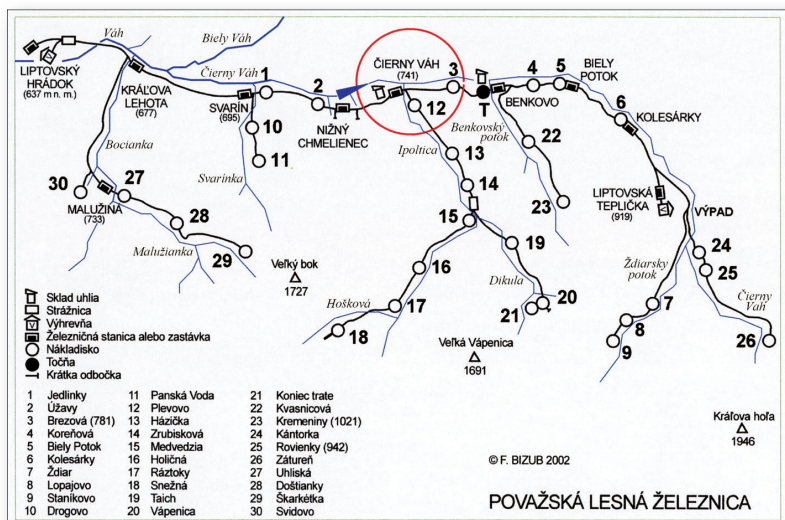 Váh
Biely Váh
LIPTOVSKÝ
HRÁDOK
(637 m n. m.)
KRÁĽOVA
LEHOTA
(677)
Čierny Váh
SVARÍN
(695)
1
2
NIŽNÝ
CHMELIENEC
ČIERNY VÁH
(741)
3
T
BENKOVO
4
5
BIELY
POTOK
6
KOLESÁRKY
10
11
Svarínka
Bocianka
12
Ipoltica
13
14
Benkovský
potok
22
23
LIPTOVSKÁ
TEPLIČKA
(919)
VÝPAD
30
MALUŽINÁ
(733)
27
28
29
Malužianka
Veľký bok
1727
15
16
17
18
Hošková
19
Dikula
20
21
Veľká Vápenica
1691
Ždiarsky
potok
24
25
7
8
9
Čierny
Váh
26
Kráľova hoľa
1946
Sklad uhlia
Strážnica
Výhrevňa
Železničná stanica alebo zastávka
Nákladisko
Točňa
Krátka odbočka
1 Jedlinky
2 Úžavy
3 Brezová (781)
4 Koreňová
5 Biely Potok
6 Kolesárky
7 Ždiar
8 Lopajovo
9 Staníkovo
10 Drogovo
11 Panská Voda
12 Plevovo
13 Házička
14 Zrubisková
15 Medvedzia
16 Holičná
17 Ráztoky
18 Snežná
19 Taich
20 Vápenica
21 Koniec trate
22 Kvasnicová
23 Kremeniny (1021)
24 Kántorka
25 Rovienky (942)
26 Zátureň
27 Uhliská
28 Doštianky
29 Škarkétka
30 Svidovo
© F. BIZUB 2002
POVAŽSKÁ LESNÁ ŽELEZNICA